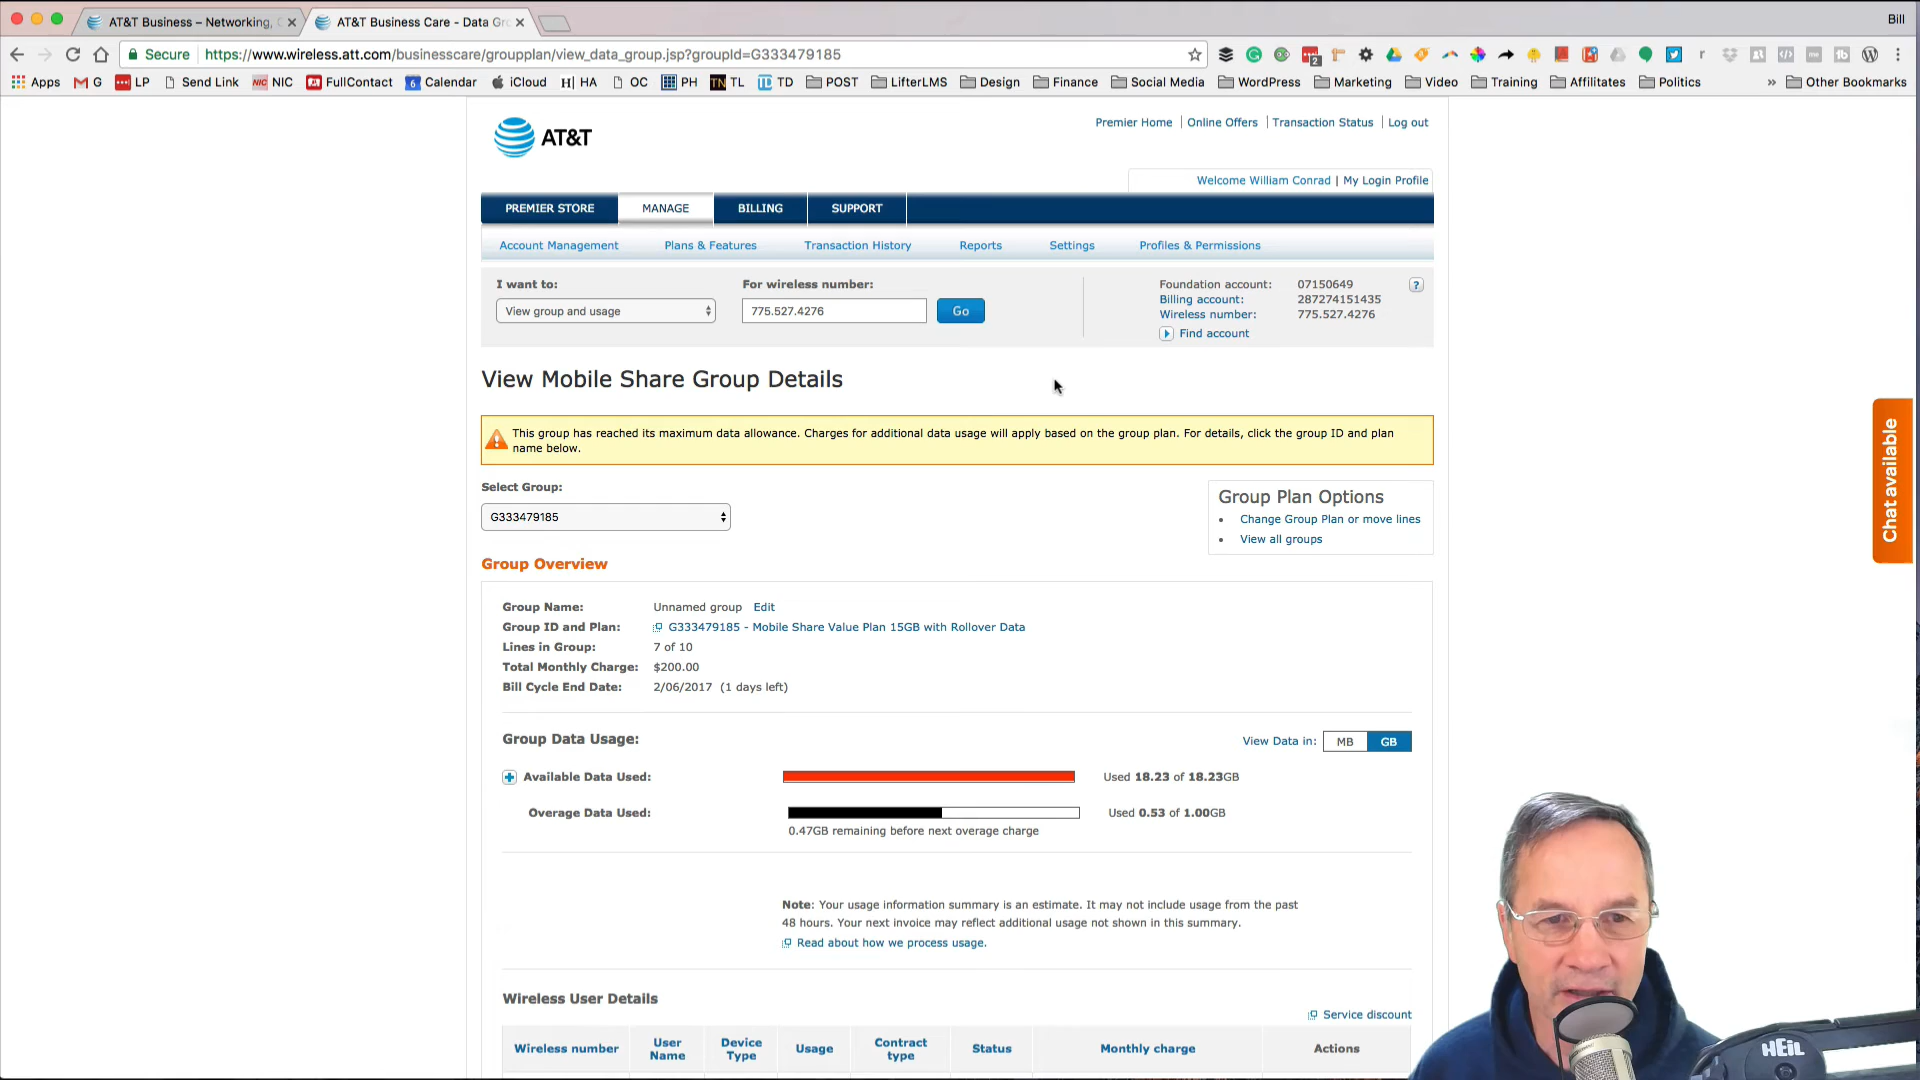 AT&T Business – Networking,
AT&T Business Care - Data Gr
Bill
Secure
https://www.wireless.att.com/businesscare/groupplan/view_data_group.jsp?groupId=G333479185
Apps
G
LP
Send Link
NIC
FullContact
Calendar
iCloud
HA
OC
PH
TL
TD
POST
LifterLMS
Design
Finance
Social Media
WordPress
Marketing
Video
Training
Affilitates
Politics
Other Bookmarks
AT&T
Premier Home | Online Offers | Transaction Status | Log out
Welcome William Conrad | My Login Profile
PREMIER STORE
MANAGE
BILLING
SUPPORT
Account Management
Plans & Features
Transaction History
Reports
Settings
Profiles & Permissions
I want to:
View group and usage
For wireless number:
775.527.4276
Go
Foundation account: 07150649
Billing account: 287274151435
Wireless number: 775.527.4276
Find account
?
View Mobile Share Group Details
This group has reached its maximum data allowance. Charges for additional data usage will apply based on the group plan. For details, click the group ID and plan
name below.
Select Group:
G333479185
Group Plan Options
• Change Group Plan or move lines
• View all groups
Chat available
Group Overview
Group Name: Unnamed group Edit
Group ID and Plan: G333479185 - Mobile Share Value Plan 15GB with Rollover Data
Lines in Group: 7 of 10
Total Monthly Charge: $200.00
Bill Cycle End Date: 2/06/2017 (1 days left)
Group Data Usage:
View Data in: MB GB
Available Data Used: Used 18.23 of 18.23GB
Overage Data Used: Used 0.53 of 1.00GB
0.47GB remaining before next overage charge
Note: Your usage information summary is an estimate. It may not include usage from the past
48 hours. Your next invoice may reflect additional usage not shown in this summary.
Read about how we process usage.
Wireless User Details
Service discount
Wireless number
User
Name
Device
Type
Usage
Contract
type
Status
Monthly charge
Actions
HEiL